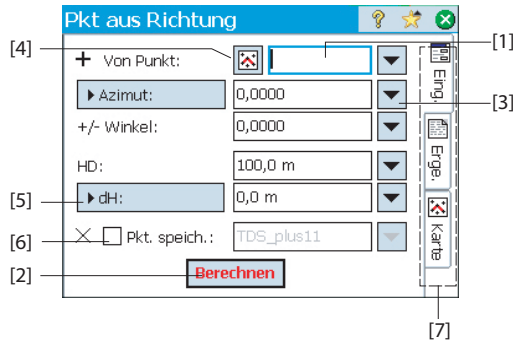 Pkt aus Richtung
[4]
Von Punkt:
[1]
Azimut:
0,0000
[3]
+/- Winkel:
0,0000
HD:
100,0 m
[5]
dH:
0,0 m
[6]
Pkt. speich.:
TDS_plus11
[2]
Berechnen
Eing.
Erge.
Karte
[7]